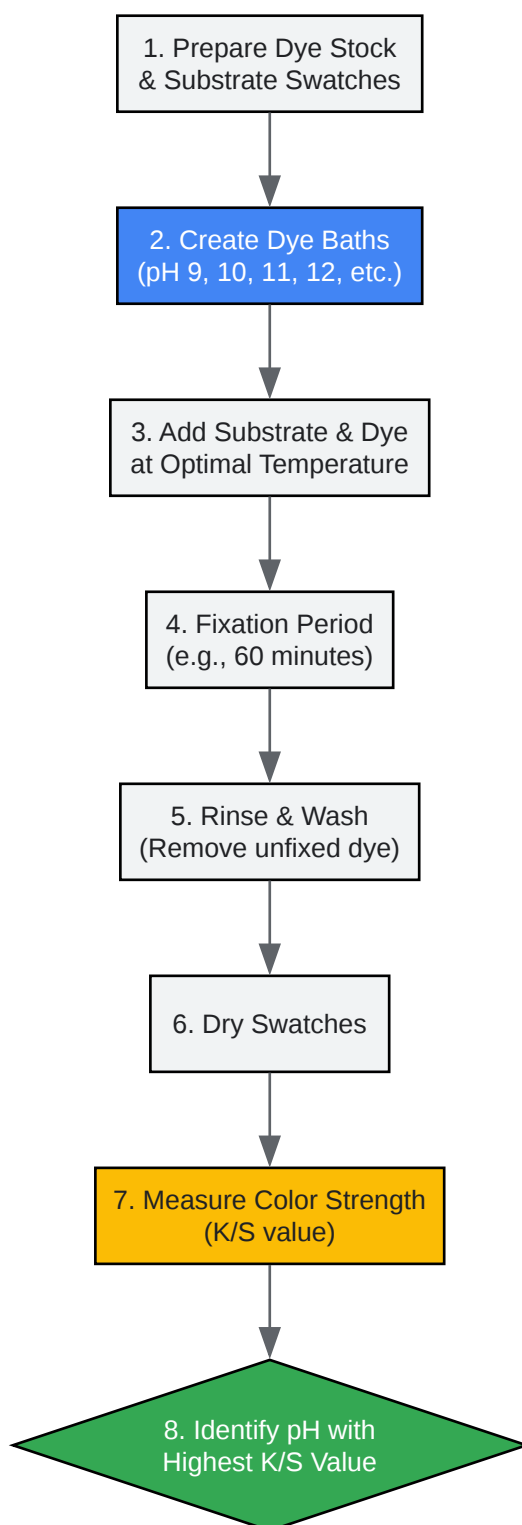 1. Prepare Dye Stock
& Substrate Swatches
2. Create Dye Baths
(pH 9, 10, 11, 12, etc.)
3. Add Substrate & Dye
at Optimal Temperature
4. Fixation Period
(e.g., 60 minutes)
5. Rinse & Wash
(Remove unfixed dye)
6. Dry Swatches
7. Measure Color Strength
(K/S value)
8. Identify pH with
Highest K/S Value